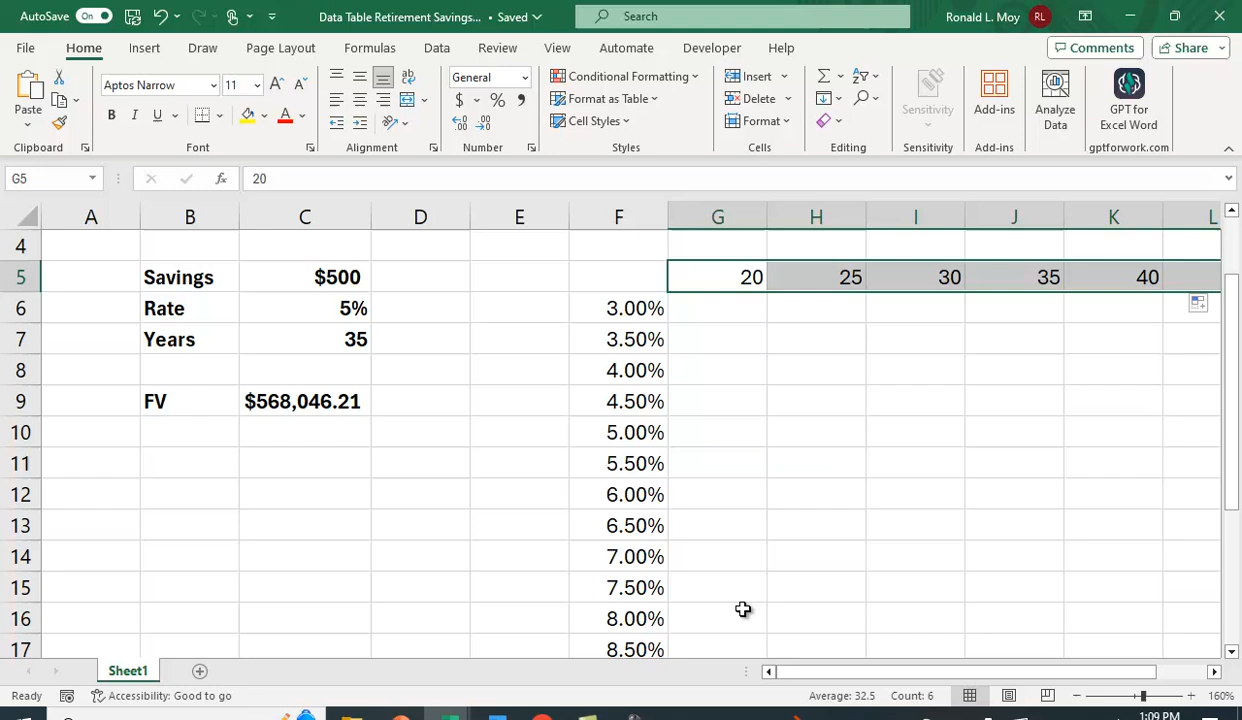 AutoSave On Data Table Retirement Savings... • Saved Search Ronald L. Moy RL
File Home Insert Draw Page Layout Formulas Data Review View Automate Developer Help Comments Share
Paste Aptos Narrow 11 A A General Conditional Formatting Insert Sensitivity Add-ins Analyze Data GPT for Excel Word
B I U A $ % , Format as Table Delete
Cell Styles Format
Clipboard Font Alignment Number Styles Cells Editing Sensitivity Add-ins gptforwork.com
G5 fx 20
A B C D E F G H I J K L
4
5 Savings $500 20 25 30 35 40
6 Rate 5% 3.00%
7 Years 35 3.50%
8 4.00%
9 FV $568,046.21 4.50%
10 5.00%
11 5.50%
12 6.00%
13 6.50%
14 7.00%
15 7.50%
16 8.00%
17 8.50%
Sheet1
Ready Accessibility: Good to go Average: 32.5 Count: 6 160%
1:09 PM